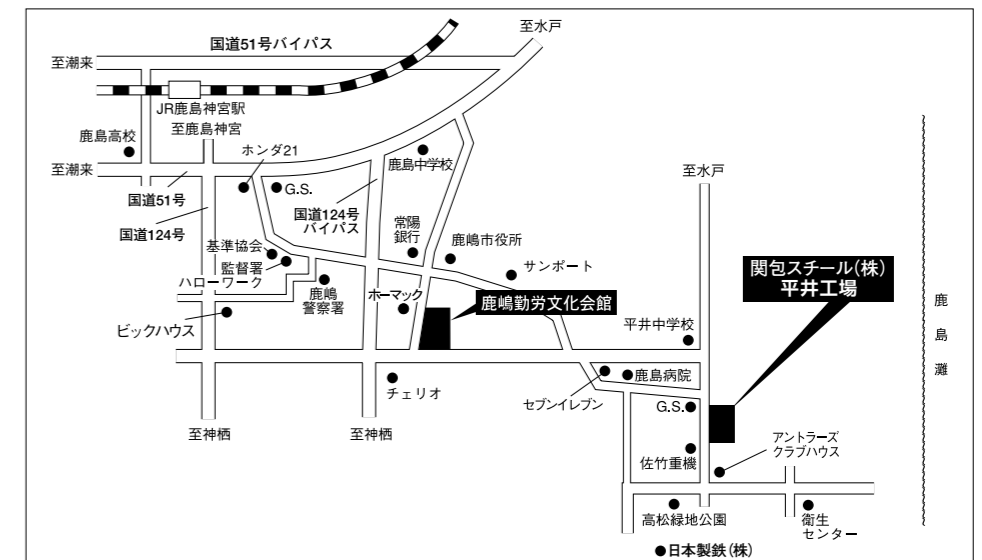 至水戸
国道51号バイパス
至潮来
JR鹿島神宮駅
至鹿島神宮
鹿島高校
ホンダ21
至潮来
鹿島中学校
至水戸
G.S.
国道51号
国道124号
バイパス
国道124号
常陽
銀行
鹿嶋市役所
基準協会
監督署
ハローワーク
サンポート
関包スチール(株)
平井工場
鹿嶋
警察署
ホーマック
鹿嶋勤労文化会館
鹿島灘
ビックハウス
平井中学校
チェリオ
鹿島病院
セブンイレブン
G.S.
至神栖
至神栖
アントラーズ
クラブハウス
佐竹重機
高松緑地公園
衛生
センター
日本製鉄(株)